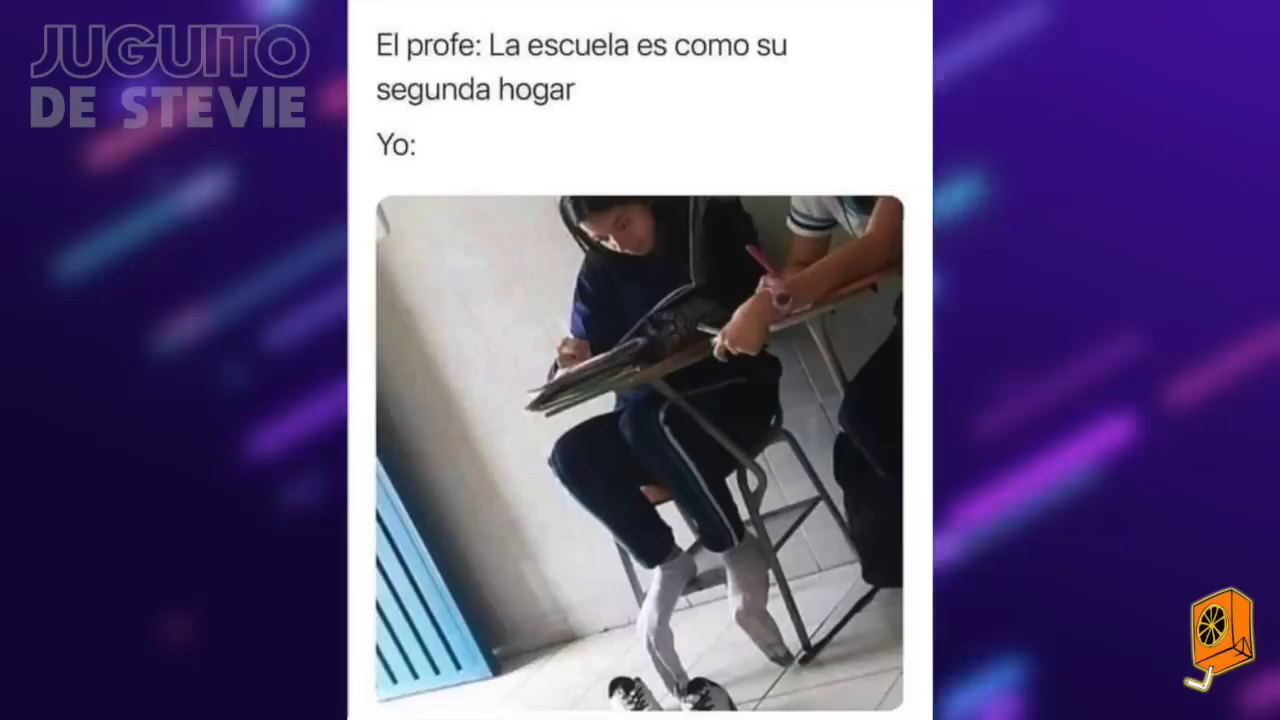 JUGUITO
DE STEVIE
El profe: La escuela es como su
segunda hogar
Yo: